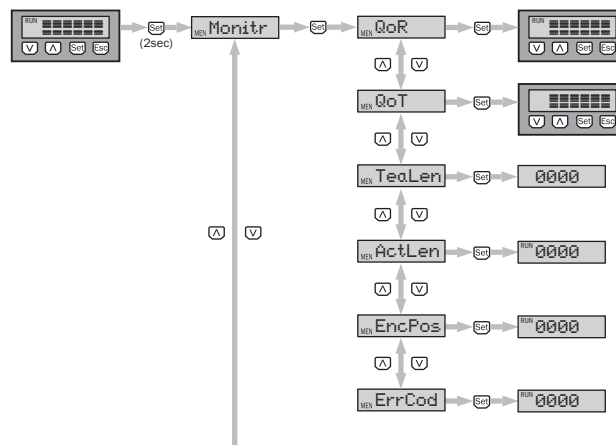 RUN
Set
Esc
Set
(2sec)
MEN Monitr
Set
MEN QoR
Set
RUN
Set
Esc
MEN QoT
Set
Set
Esc
MEN TeaLen
Set
0000
MEN ActLen
Set
RUN 0000
MEN EncPos
Set
RUN 0000
MEN ErrCod
Set
RUN 0000